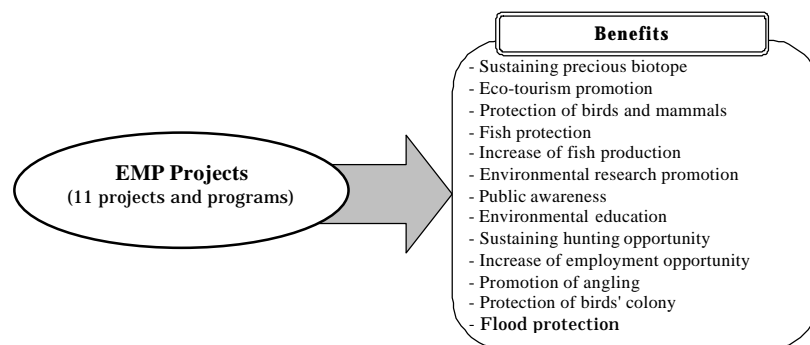 Benefits
EMP Projects
(11 projects and programs)
- Sustaining precious biotope
- Eco-tourism promotion
- Protection of birds and mammals
- Fish protection
- Increase of fish production
- Environmental research promotion
- Public awareness
- Environmental education
- Sustaining hunting opportunity
- Increase of employment opportunity
- Promotion of angling
- Protection of birds' colony
- Flood protection